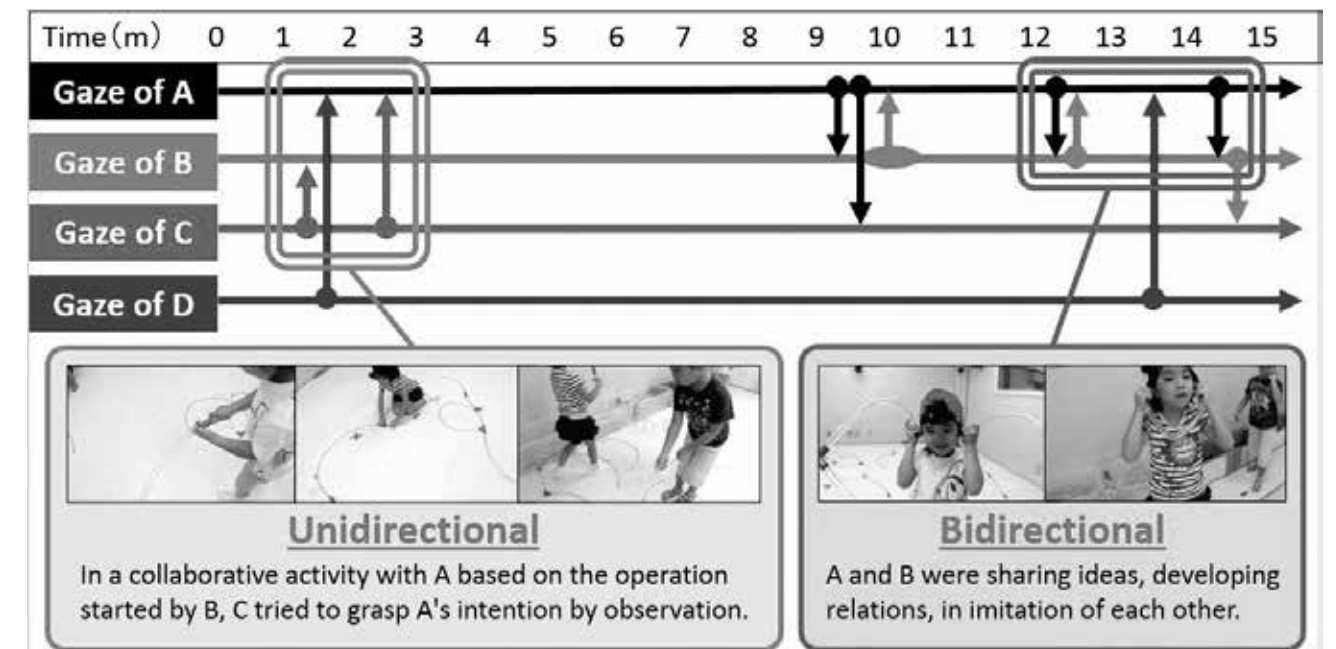 Time(m) 0 1 2 3 4 5 6 7 8 9 10 11 12 13 14 15
Gaze of A
Gaze of B
Gaze of C
Gaze of D
Unidirectional
In a collaborative activity with A based on the operation
started by B, C tried to grasp A's intention by observation.
Bidirectional
A and B were sharing ideas, developing
relations, in imitation of each other.